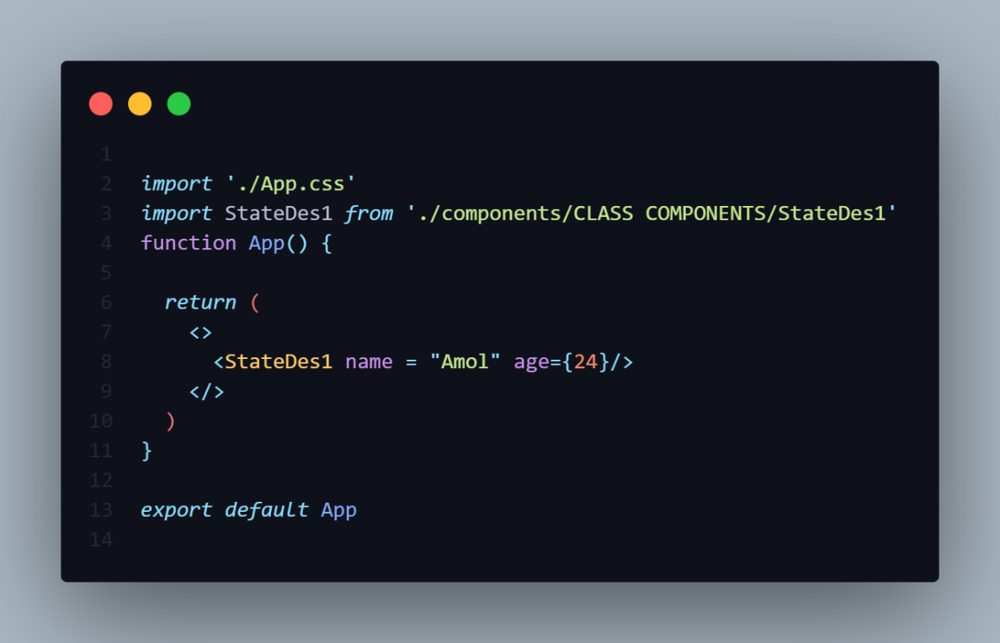 1
2 import './App.css'
3 import StateDes1 from './components/CLASS COMPONENTS/StateDes1'
4 function App() {
5
6   return (
7     <>
8       <StateDes1 name = "Amol" age={24}/>
9     </>
10   )
11 }
12
13 export default App
14